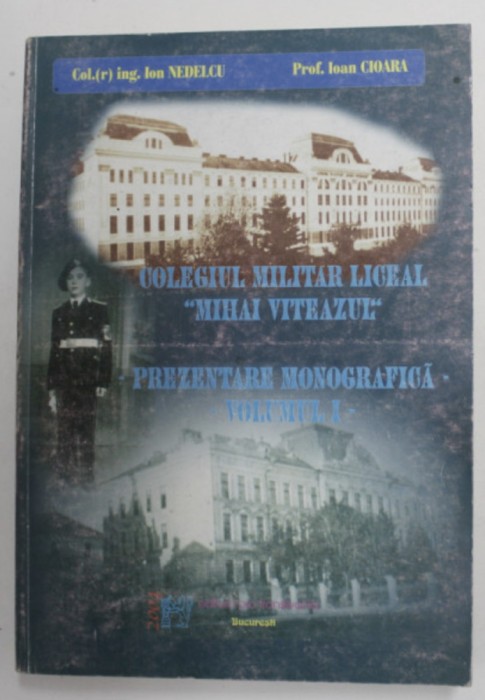 Col.(r) ing. Ion NEDELCU Prof. Ioan CIOARA
COLEGIUL MILITAR LICEAL
"MIHAI VITEAZUL"
- PREZENTARE MONOGRAFICĂ -
VOLUMUL I -
Bucureşti